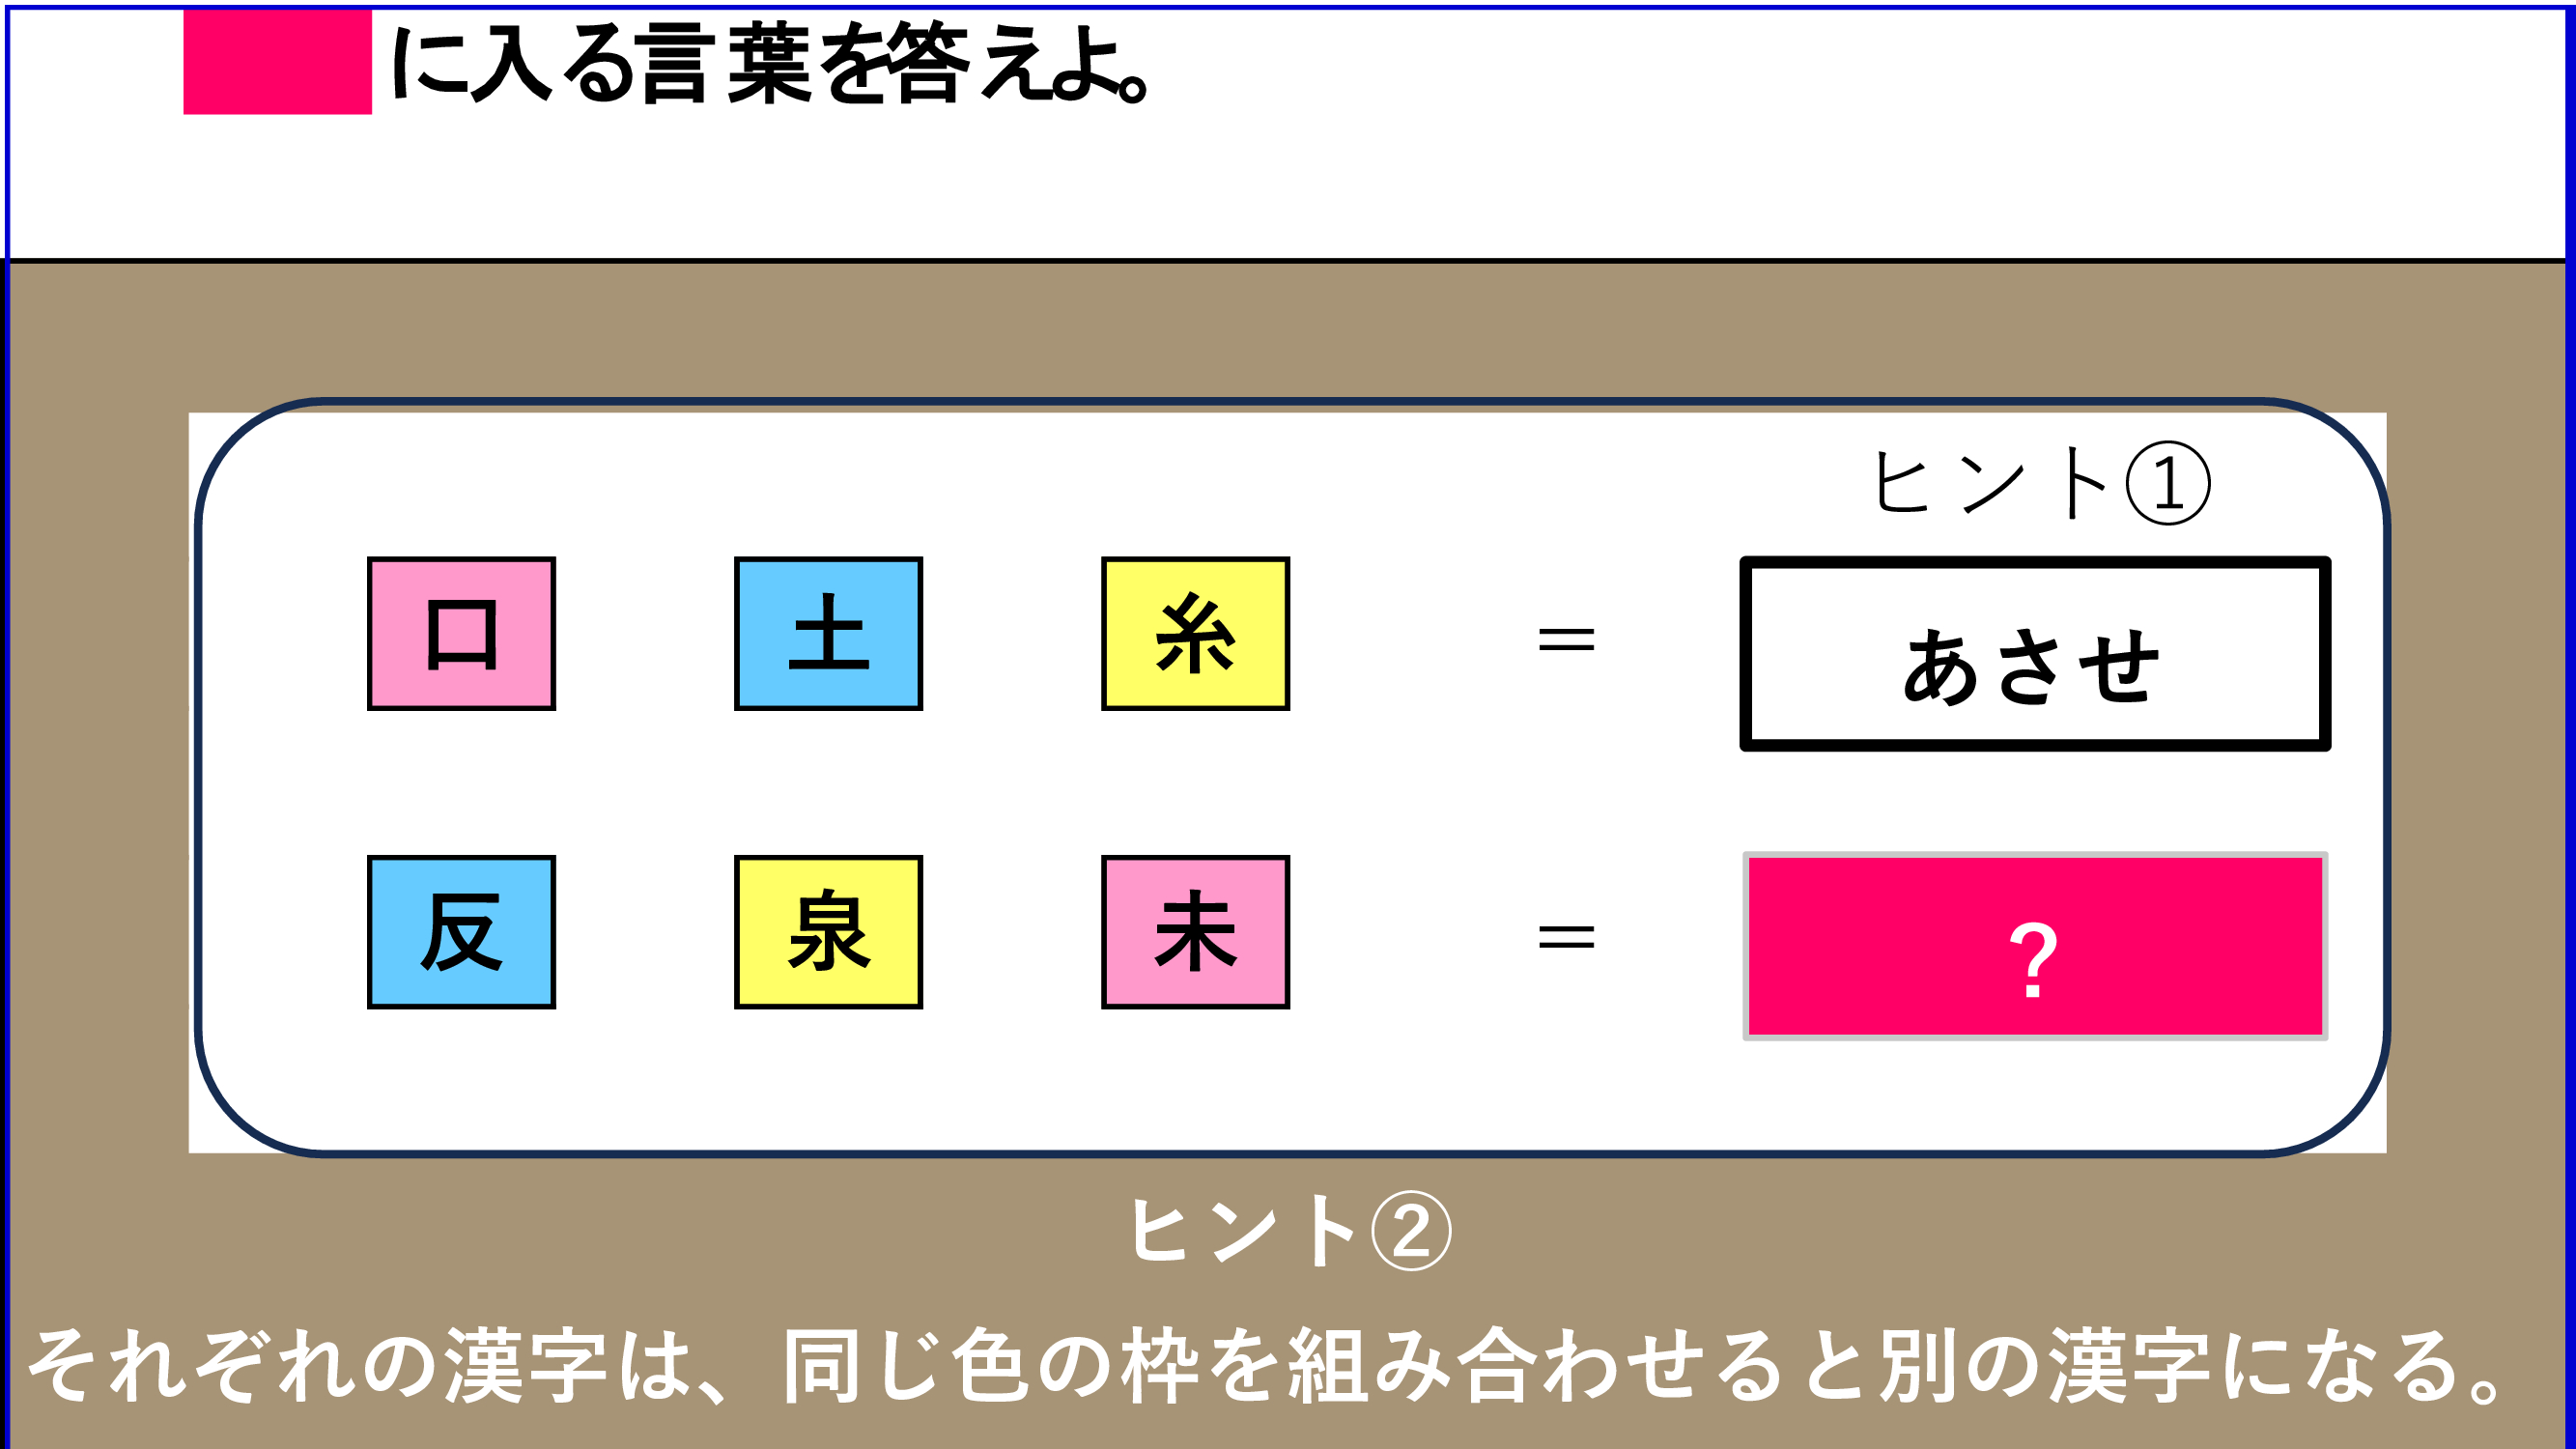 に入る言葉を答えよ。
ヒント①
口 土 糸 = あさせ
反 泉 未 = ?
ヒント②
それぞれの漢字は、同じ色の枠を組み合わせると別の漢字になる。